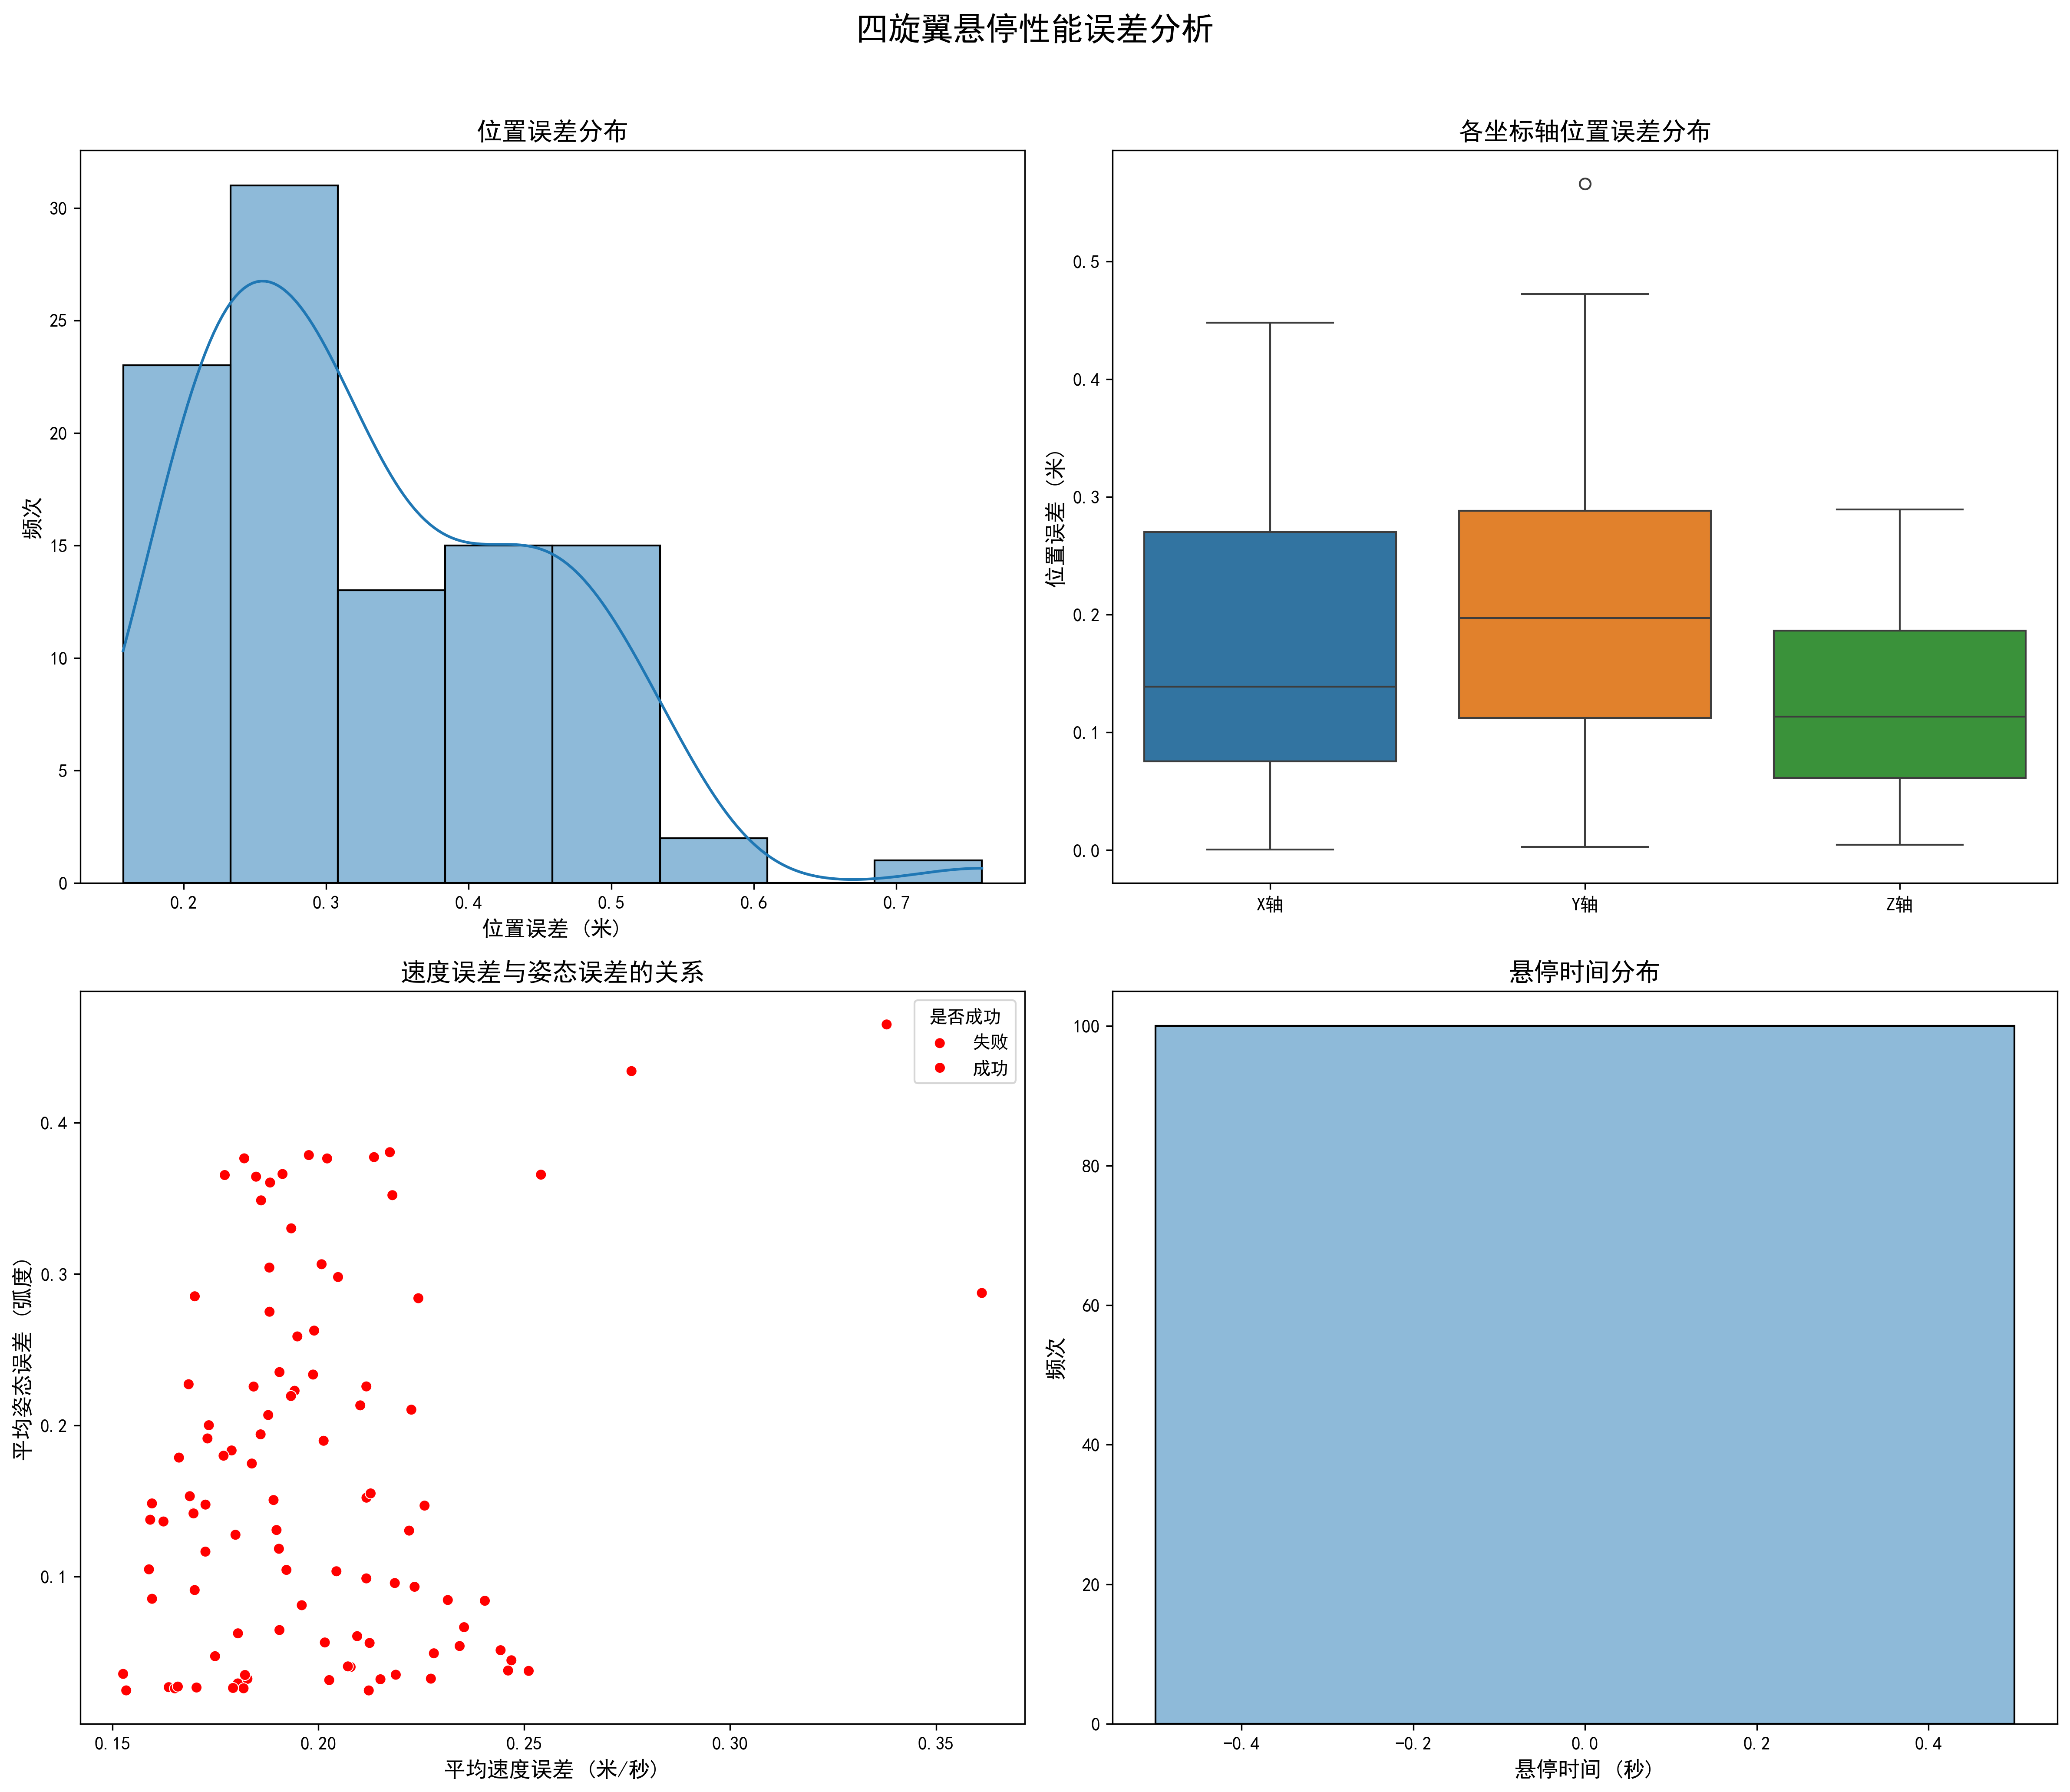 四旋翼悬停性能误差分析
位置误差分布
频次
30
25
20
15
10
5
0
0.2 0.3 0.4 0.5 0.6 0.7
位置误差 (米)
各坐标轴位置误差分布
位置误差 (米)
0.5
0.4
0.3
0.2
0.1
0.0
X轴 Y轴 Z轴
速度误差与姿态误差的关系
是否成功
失败
成功
平均姿态误差 (弧度)
0.4
0.3
0.2
0.1
0.15 0.20 0.25 0.30 0.35
平均速度误差 (米/秒)
悬停时间分布
频次
100
80
60
40
20
0
-0.4 -0.2 0.0 0.2 0.4
悬停时间 (秒)